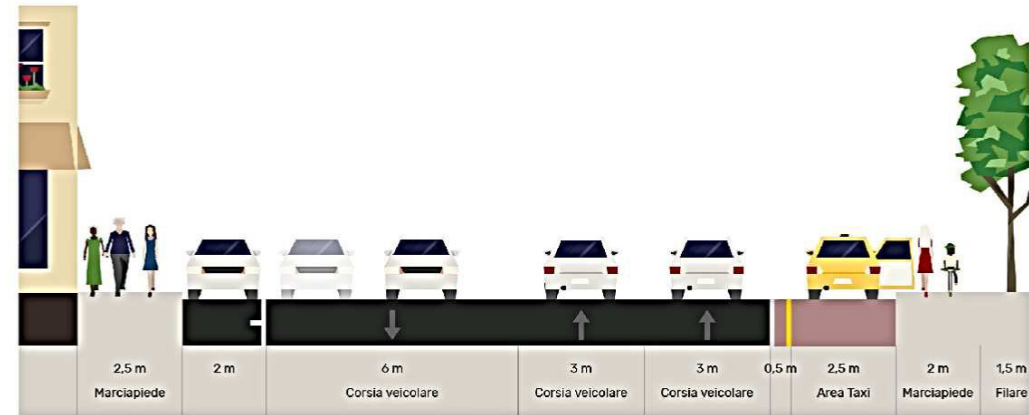 2,5 m 2 m 6 m 3 m 3 m 0,5 m 2,5 m 2 m 1,5 m
Marciapiede Corsia veicolare Corsia veicolare Corsia veicolare Area Taxi Marciapiede Filare